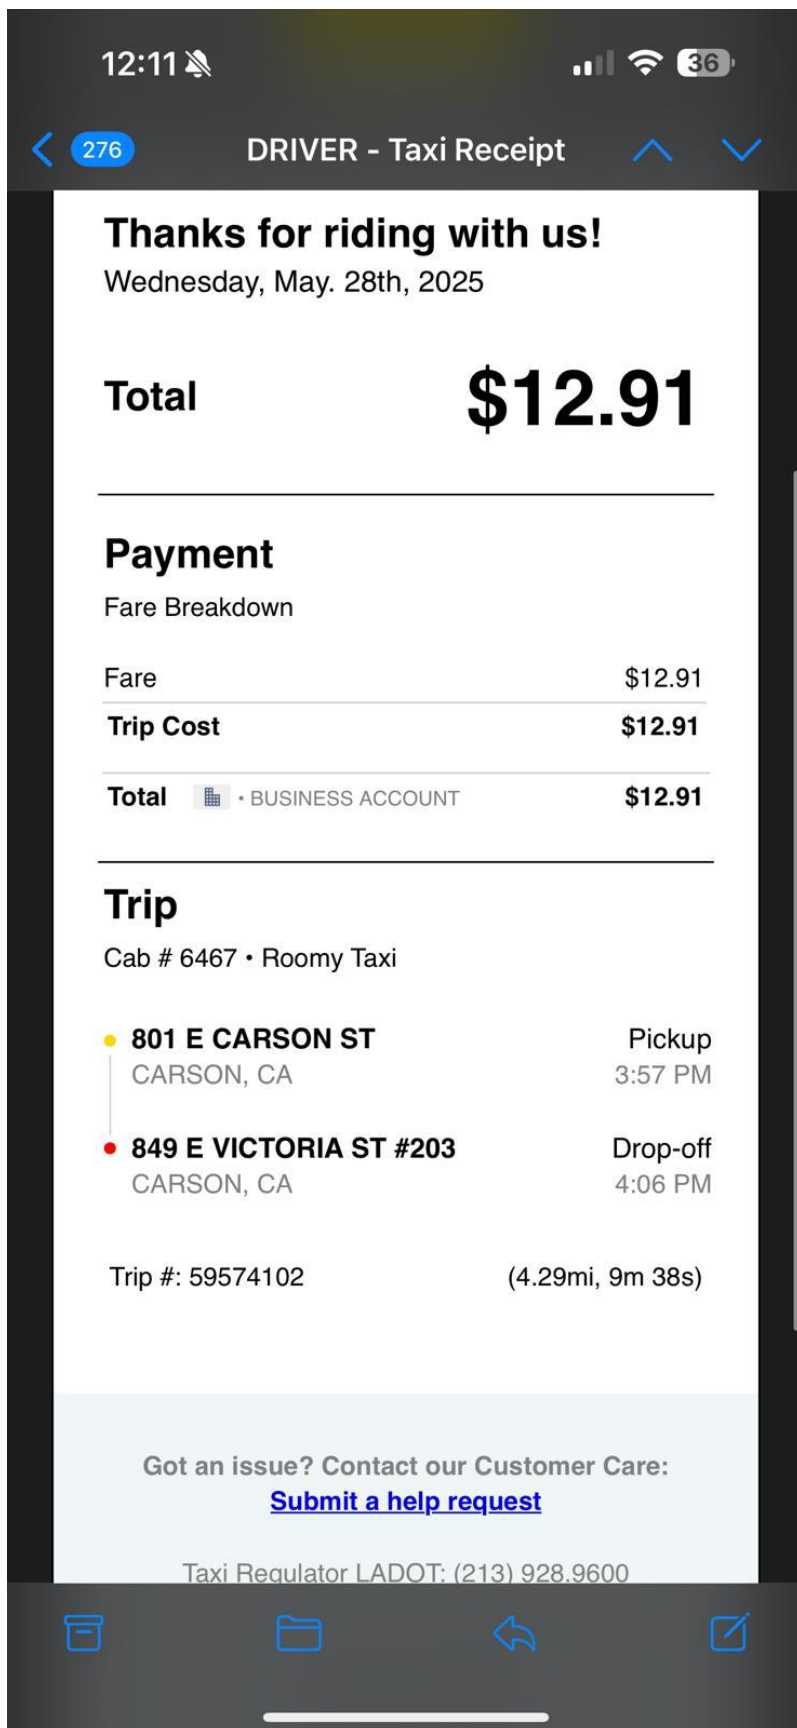 12:11
36
276
DRIVER - Taxi Receipt
Thanks for riding with us!
Wednesday, May. 28th, 2025
Total $12.91
Payment
Fare Breakdown
Fare $12.91
Trip Cost $12.91
Total • BUSINESS ACCOUNT $12.91
Trip
Cab # 6467 • Roomy Taxi
801 E CARSON ST Pickup
CARSON, CA 3:57 PM
849 E VICTORIA ST #203 Drop-off
CARSON, CA 4:06 PM
Trip #: 59574102 (4.29mi, 9m 38s)
Got an issue? Contact our Customer Care:
Submit a help request
Taxi Regulator LADOT: (213) 928.9600